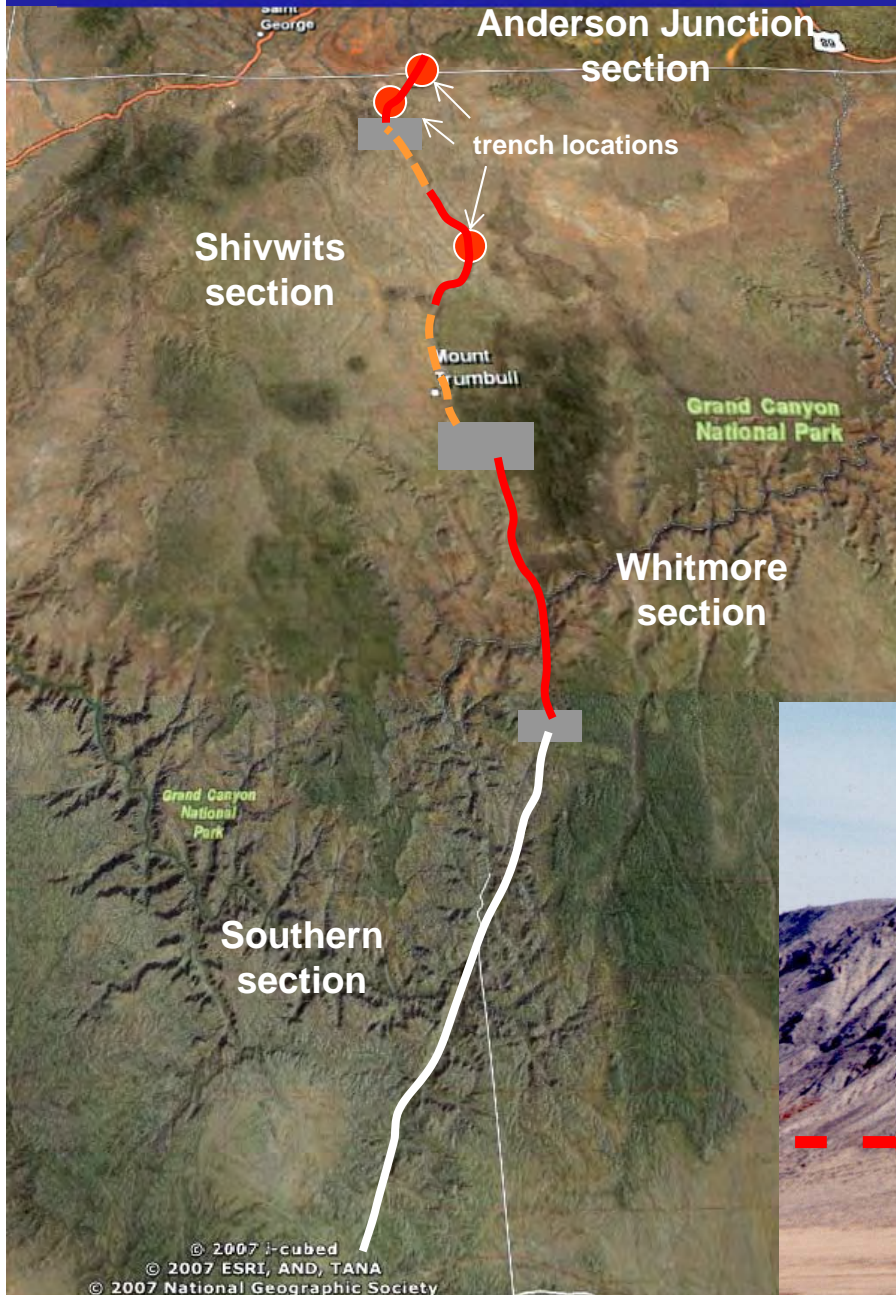 Saint
George
Anderson Junction
section
89
trench locations
Shivwits
section
Mount
Trumbull
Grand Canyon
National Park
Whitmore
section
Grand Canyon
National
Park
Southern
section
© 2007 i-cubed
© 2007 ESRI, AND, TANA
© 2007 National Geographic Society